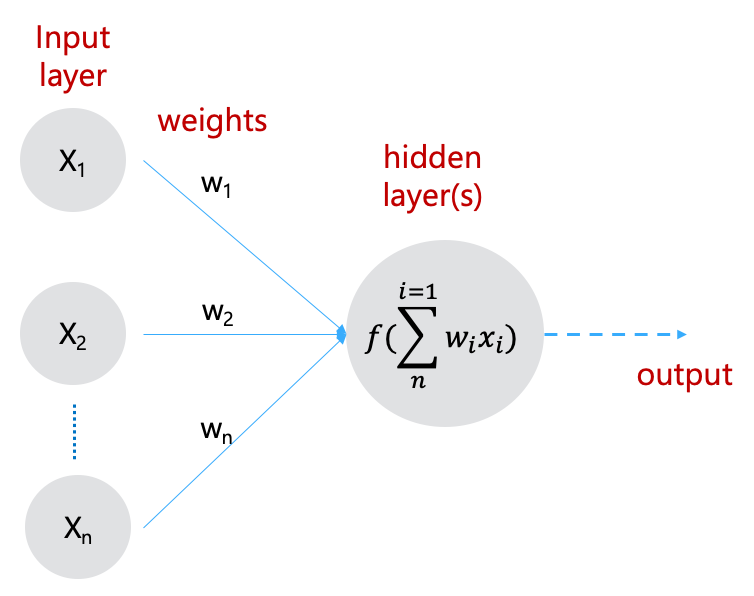 Input
layer
weights
X₁
hidden
layer(s)
w₁
X₂
w₂
i=1
f(∑ wᵢxᵢ)
n
output
wₙ
Xₙ